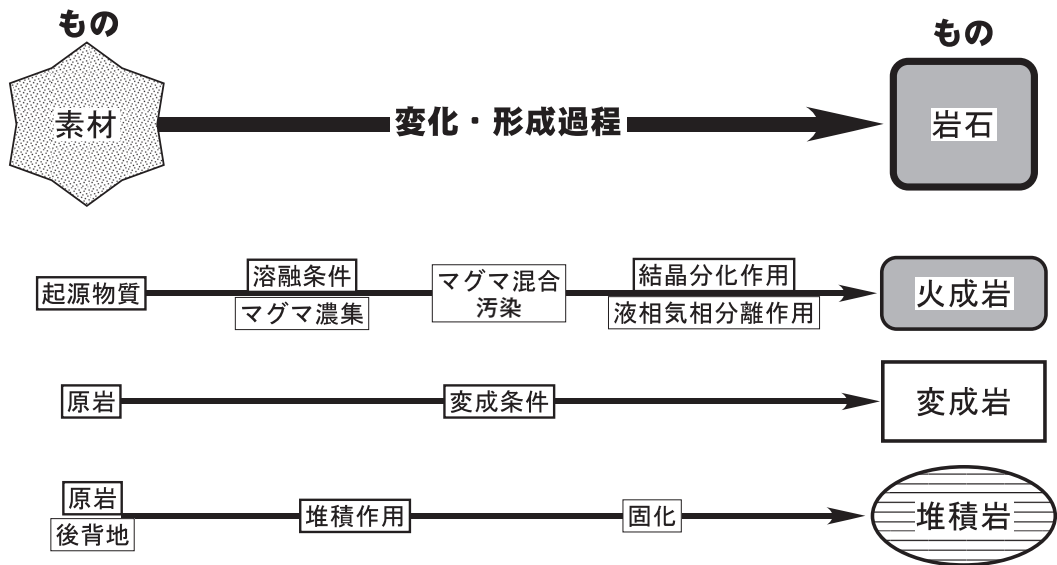 もの
もの
素材
変化・形成過程
岩石
起源物質
溶融条件
マグマ濃集
マグマ混合
汚染
結晶分化作用
液相気相分離作用
火成岩
原岩
変成条件
変成岩
原岩
後背地
堆積作用
固化
堆積岩